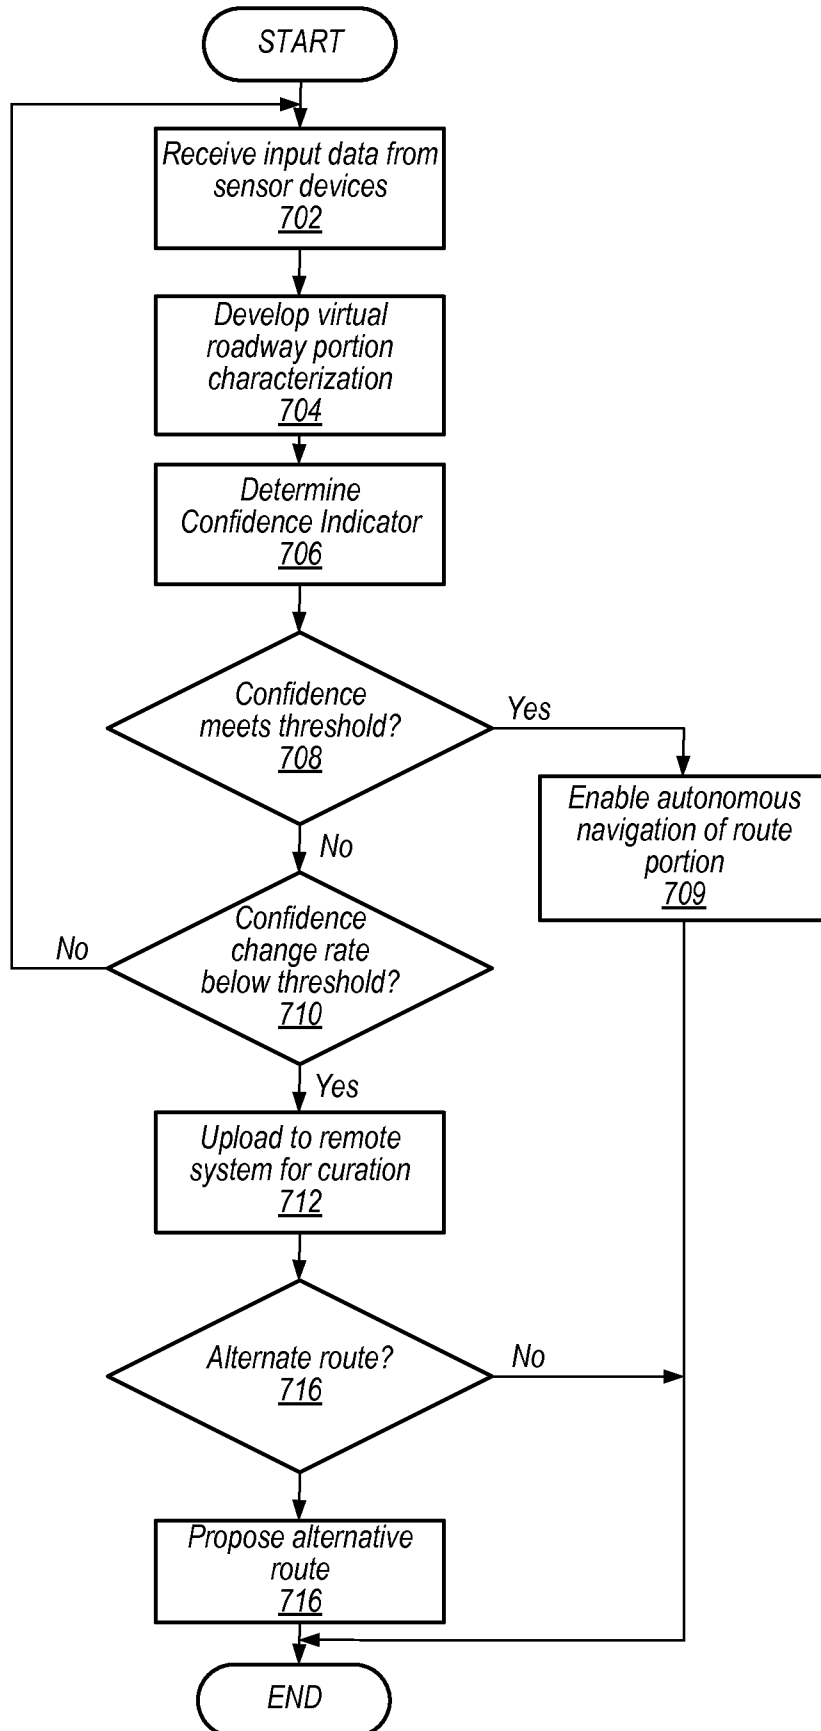 START
Receive input data from
sensor devices
702
Develop virtual
roadway portion
characterization
704
Determine
Confidence Indicator
706
Confidence
meets threshold?
708
Yes
Enable autonomous
navigation of route
portion
709
No
Confidence
change rate
below threshold?
710
No
Yes
Upload to remote
system for curation
712
Alternate route?
716
No
Propose alternative
route
716
END